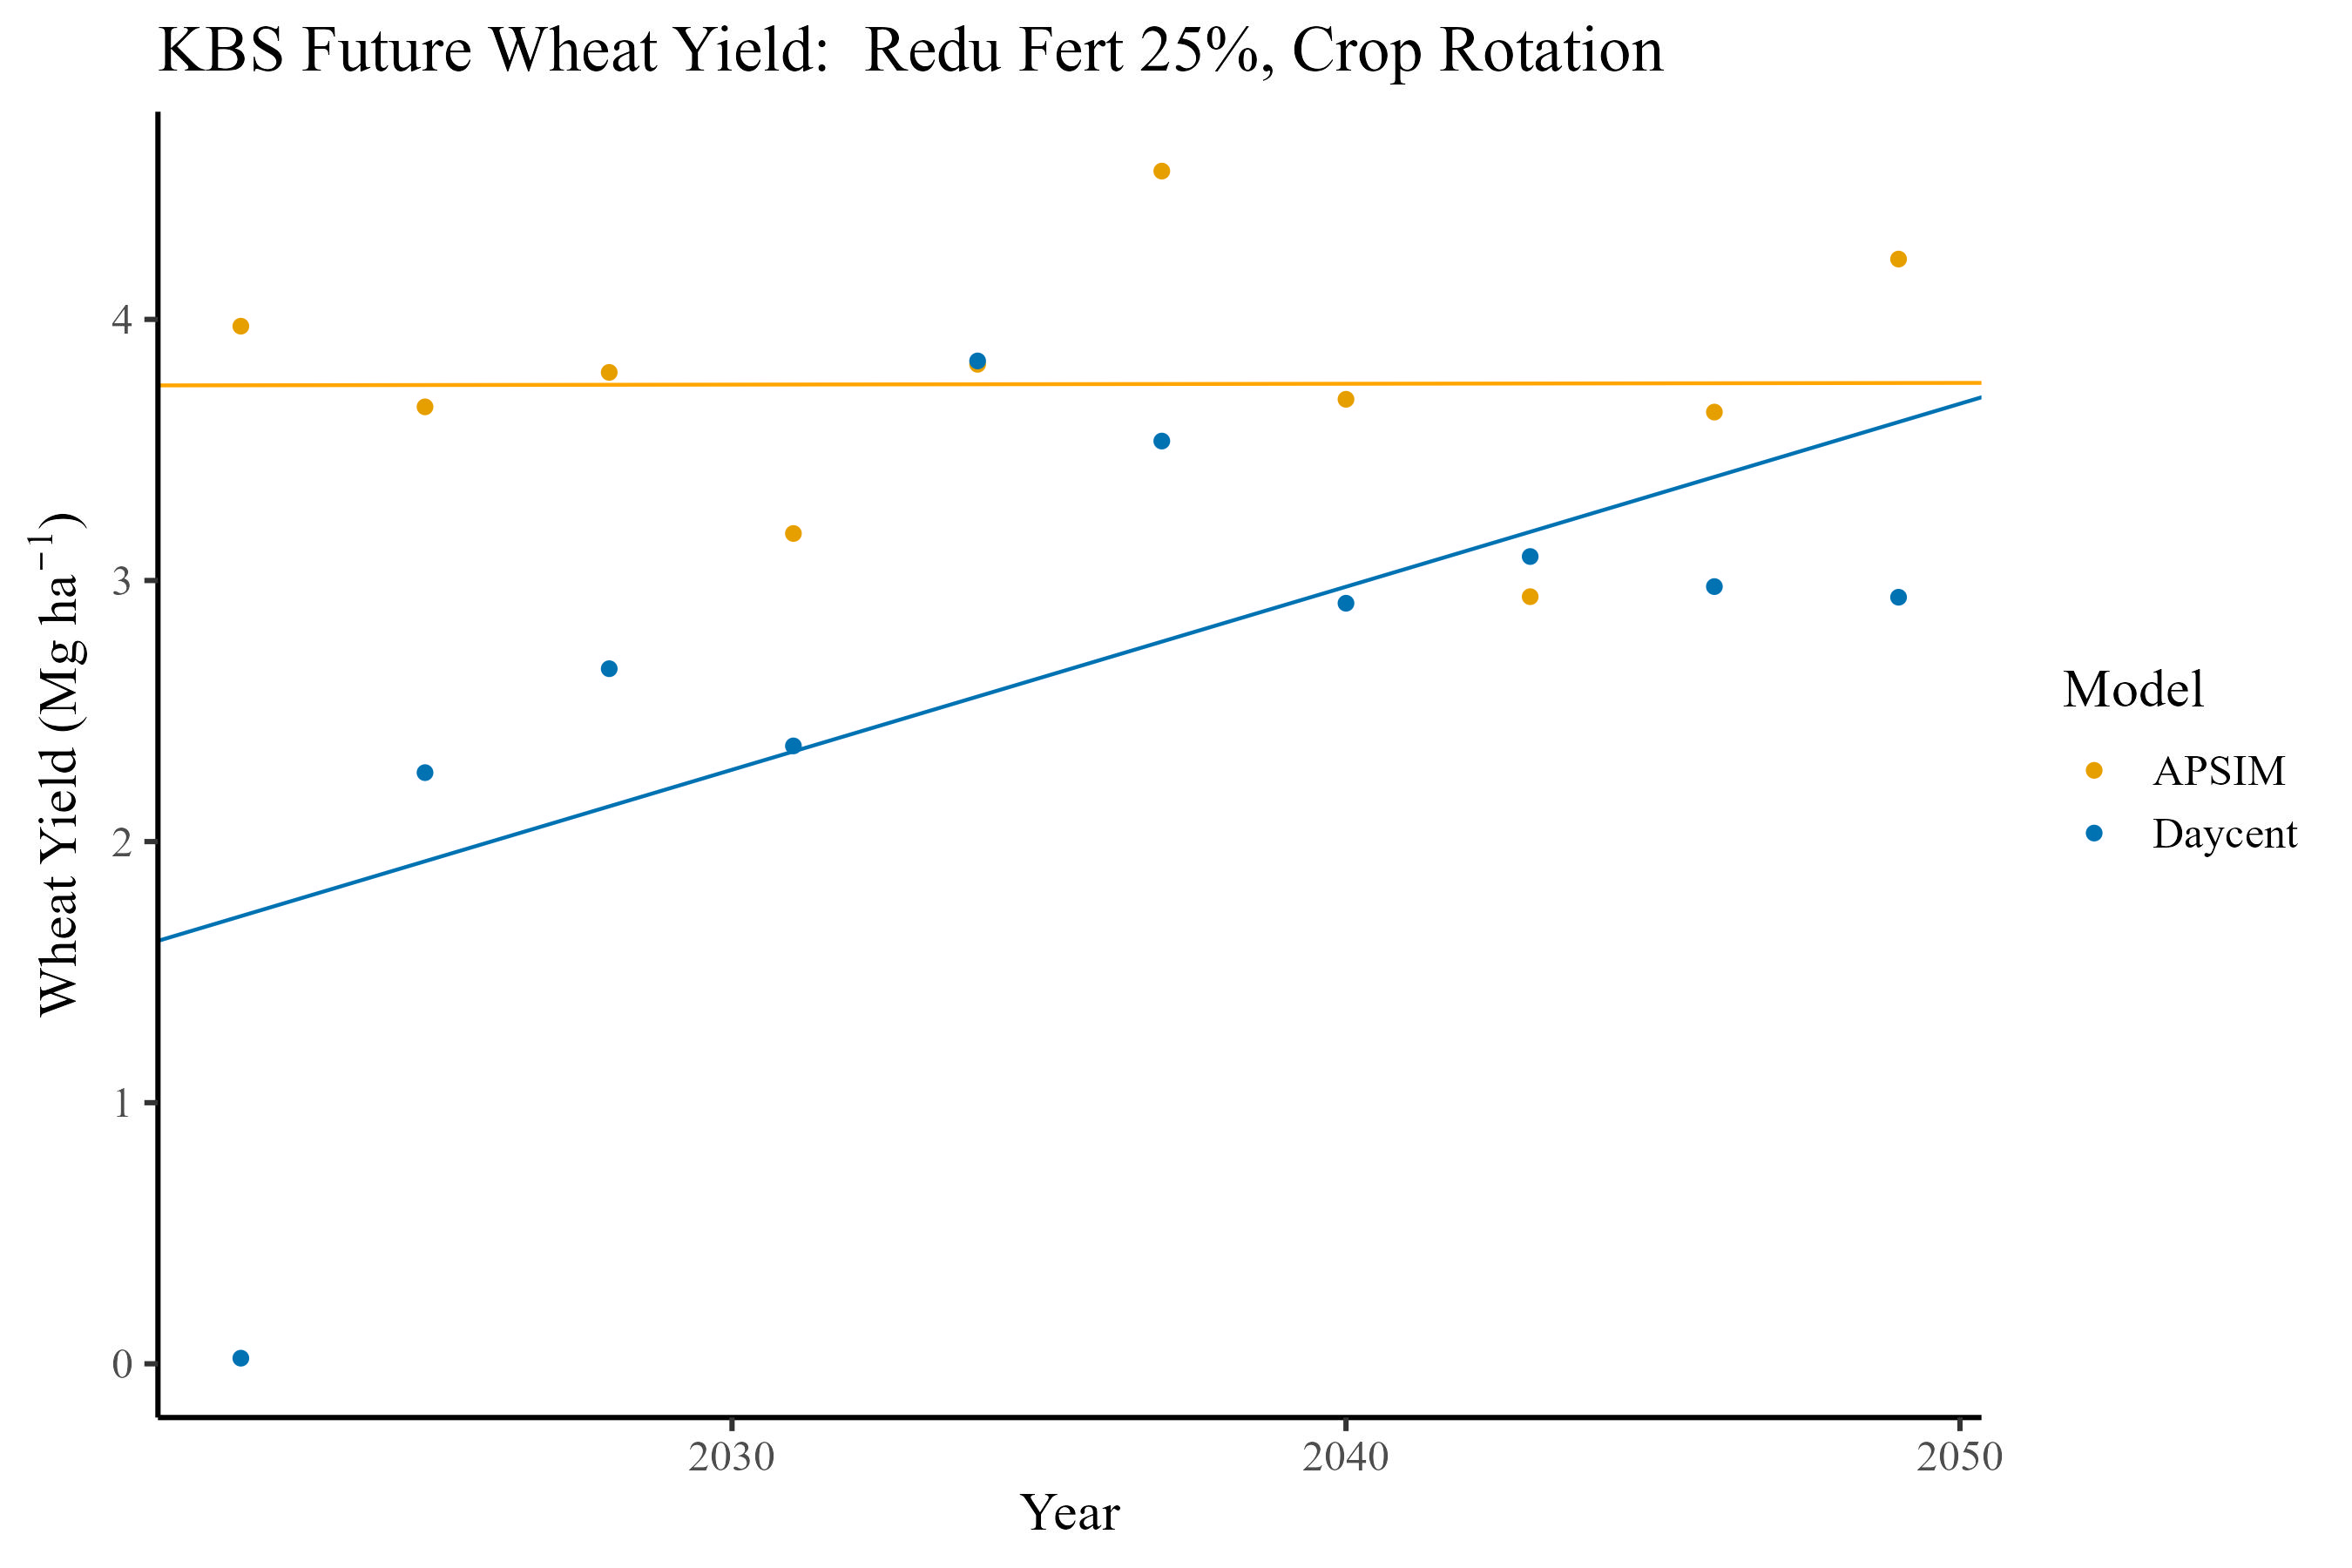 KBS Future Wheat Yield:  Redu Fert 25%, Crop Rotation
Wheat Yield (Mg ha⁻¹)
4
3
2
1
0
2030 2040 2050
Year
Model
APSIM
Daycent